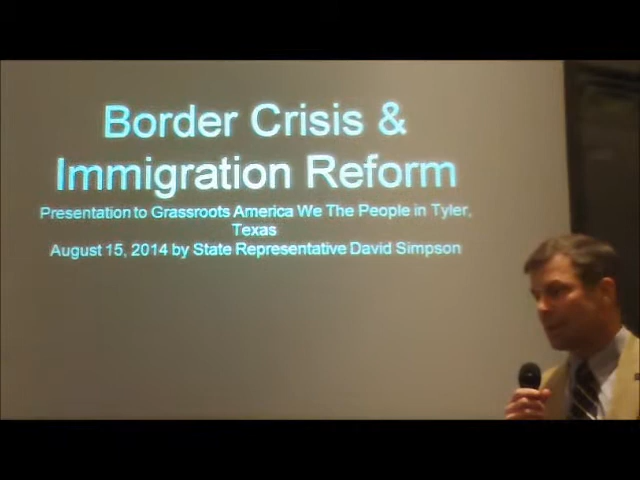 Border Crisis &
Immigration Reform
Presentation to Grassroots America We The People in Tyler,
Texas
August 15, 2014 by State Representative David Simpson